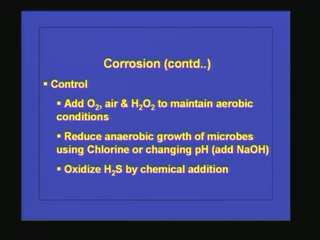 Corrosion (contd..)
▪ Control
▪ Add O₂, air & H₂O₂ to maintain aerobic
conditions
▪ Reduce anaerobic growth of microbes
using Chlorine or changing pH (add NaOH)
▪ Oxidize H₂S by chemical addition